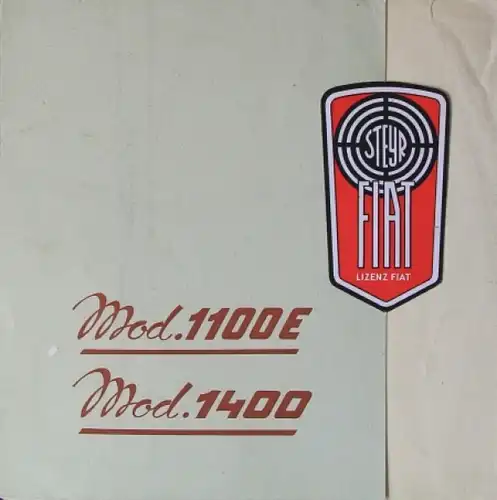 STEYR
FIAT
LIZENZ FIAT
Mod.1100E
Mod.1400